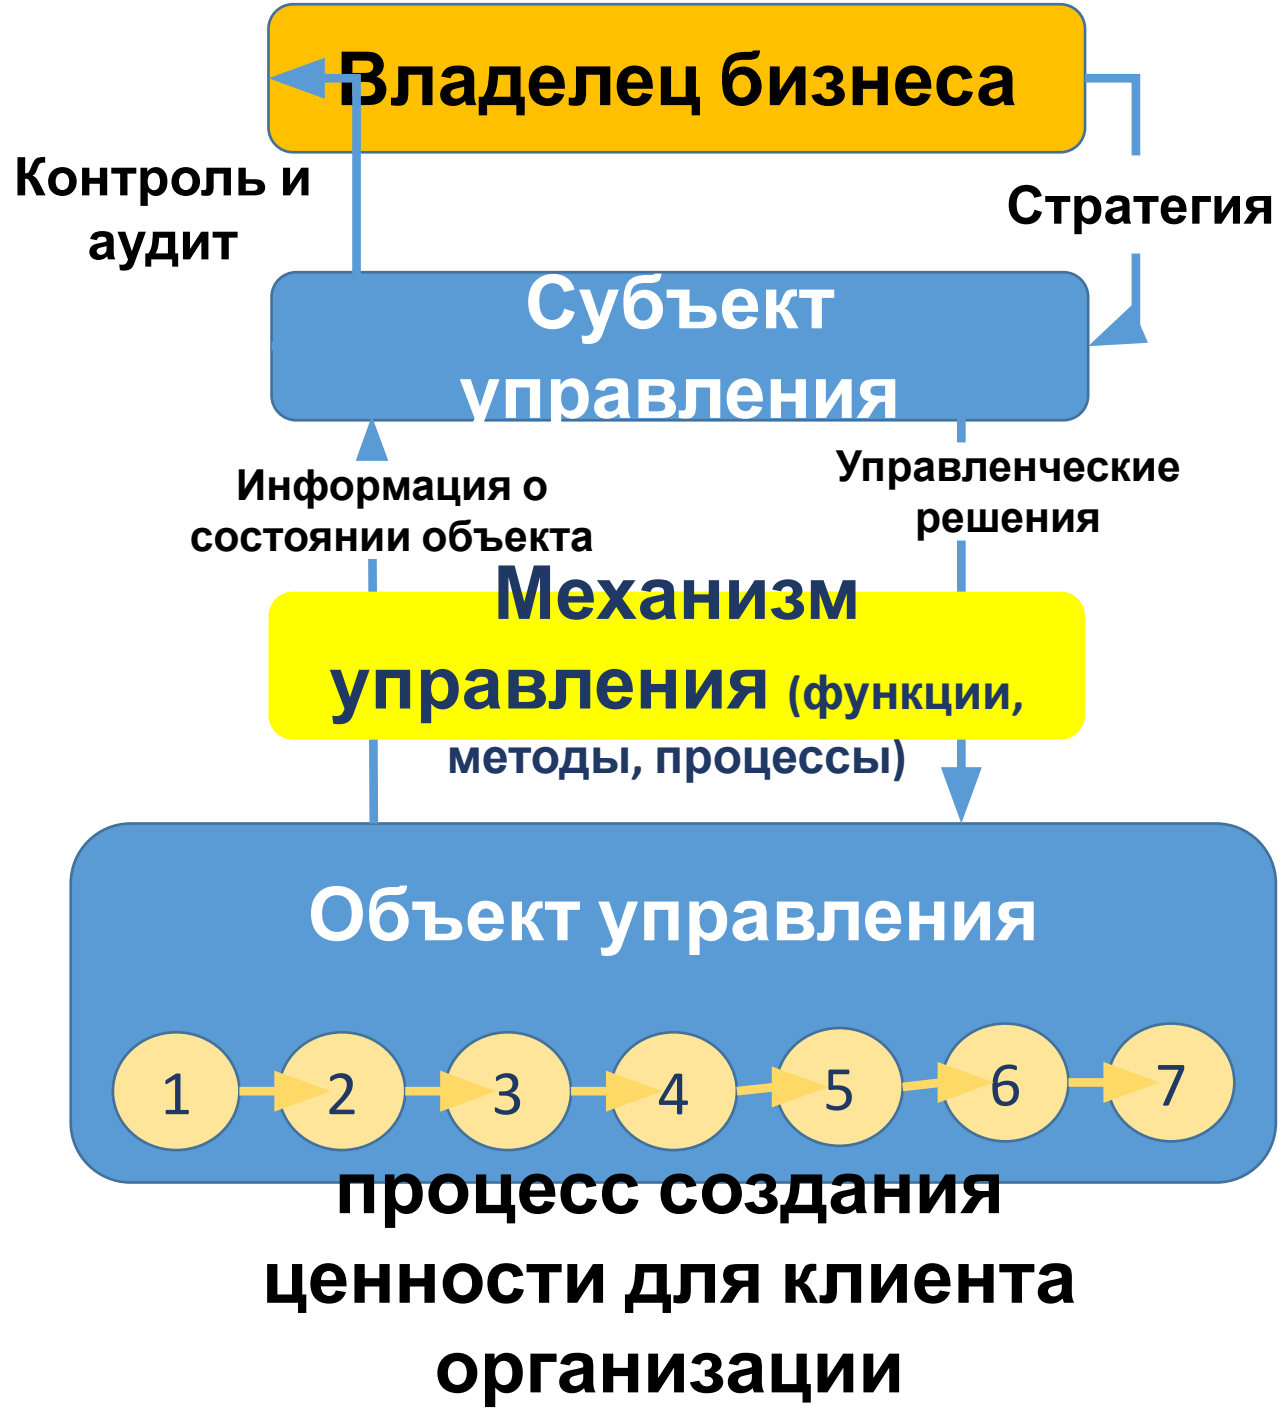 Владелец бизнеса
Контроль и
аудит
Стратегия
Субъект
управления
Информация о
состоянии объекта
Управленческие
решения
Механизм
управления (функции,
методы, процессы)
Объект управления
1 2 3 4 5 6 7
процесс создания
ценности для клиента
организации